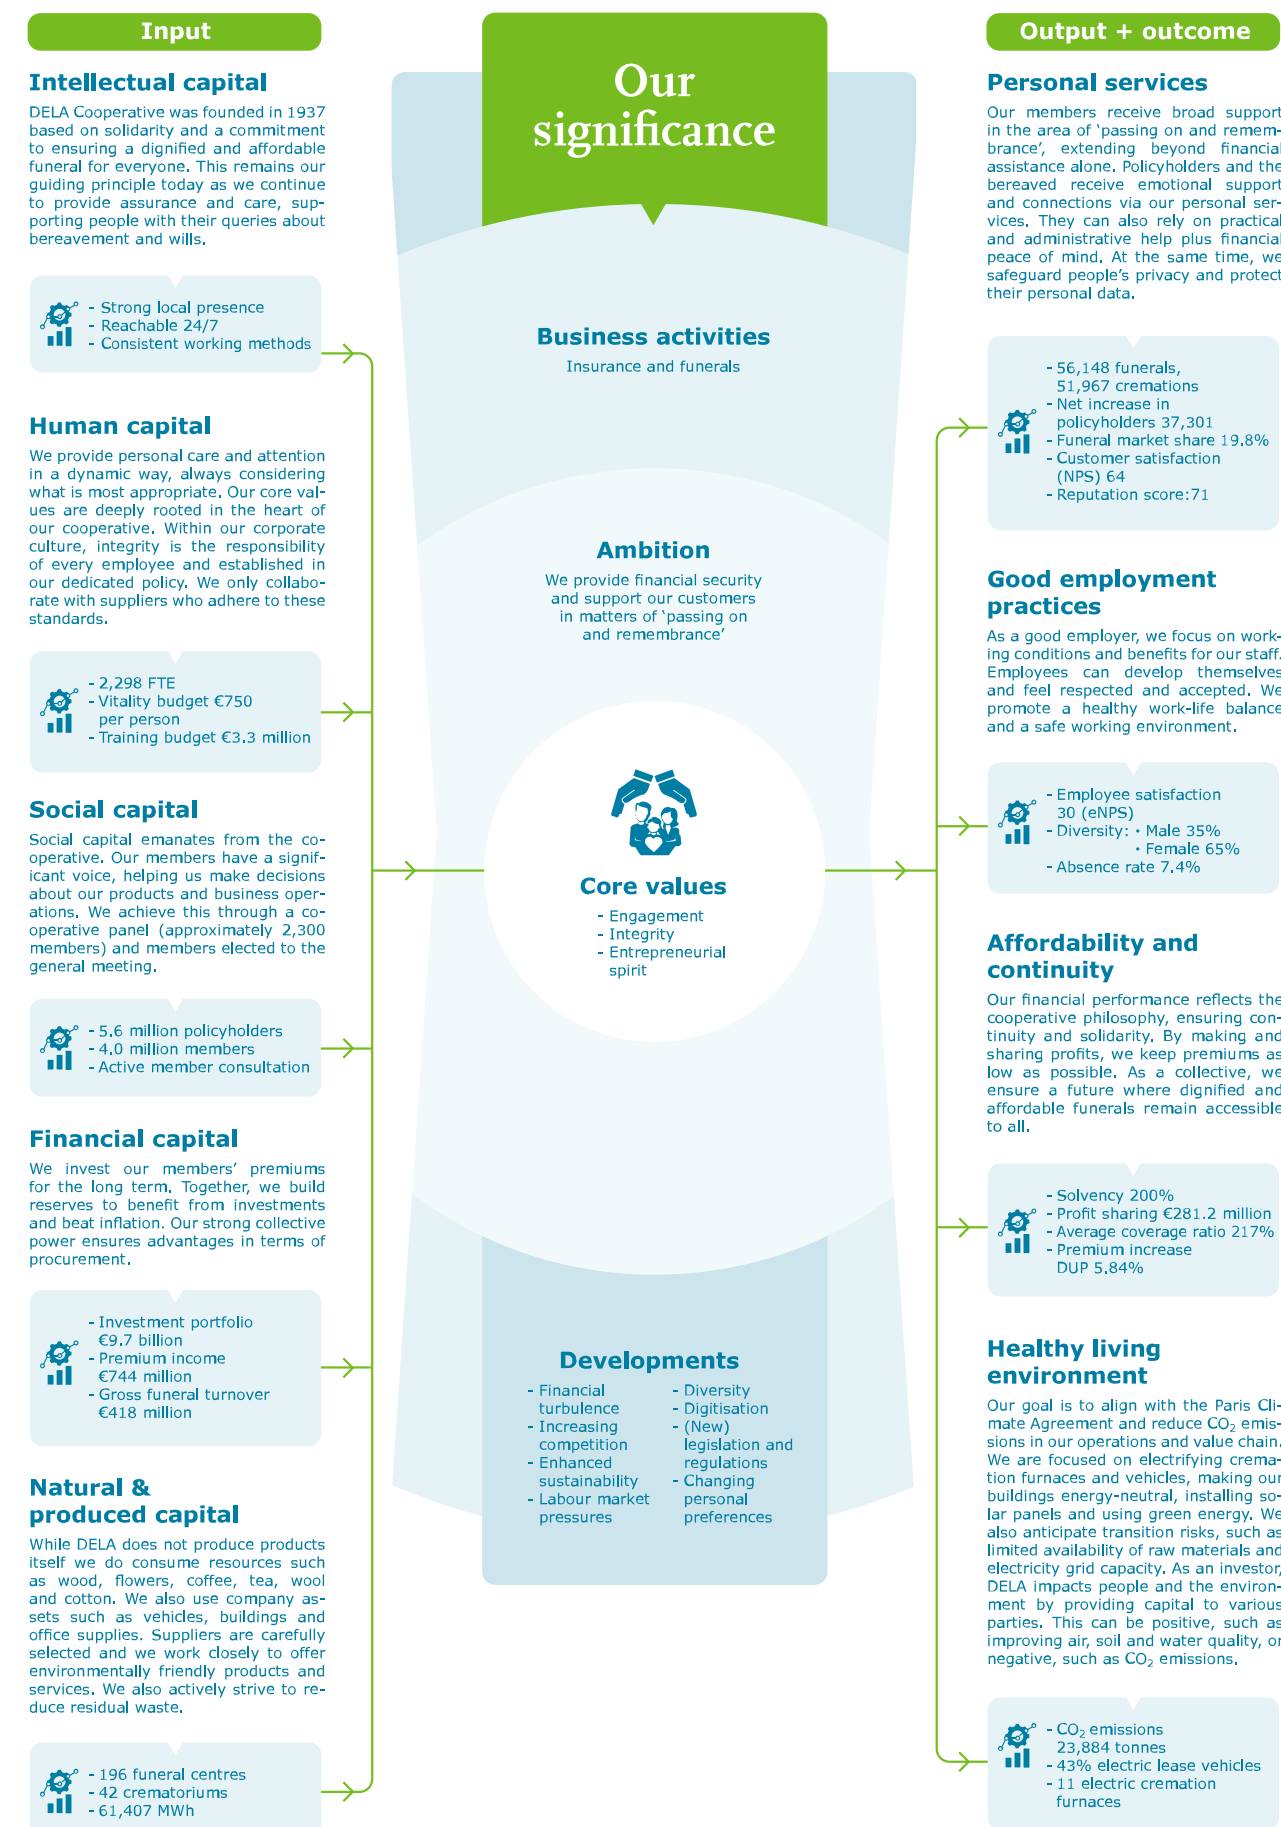 Input
Intellectual capital
DELA Cooperative was founded in 1937
based on solidarity and a commitment
to ensuring a dignified and affordable
funeral for everyone. This remains our
guiding principle today as we continue
to provide assurance and care, sup-
porting people with their queries about
bereavement and wills.
- Strong local presence
- Reachable 24/7
- Consistent working methods
Human capital
We provide personal care and attention
in a dynamic way, always considering
what is most appropriate. Our core val-
ues are deeply rooted in the heart of
our cooperative. Within our corporate
culture, integrity is the responsibility
of every employee and established in
our dedicated policy. We only collabo-
rate with suppliers who adhere to these
standards.
- 2,298 FTE
- Vitality budget €750
per person
- Training budget €3.3 million
Social capital
Social capital emanates from the co-
operative. Our members have a signif-
icant voice, helping us make decisions
about our products and business oper-
ations. We achieve this through a co-
operative panel (approximately 2,300
members) and members elected to the
general meeting.
- 5.6 million policyholders
- 4.0 million members
- Active member consultation
Financial capital
We invest our members' premiums
for the long term. Together, we build
reserves to benefit from investments
and beat inflation. Our strong collective
power ensures advantages in terms of
procurement.
- Investment portfolio
€9.7 billion
- Premium income
€744 million
- Gross funeral turnover
€418 million
Natural &
produced capital
While DELA does not produce products
itself we do consume resources such
as wood, flowers, coffee, tea, wool
and cotton. We also use company as-
sets such as vehicles, buildings and
office supplies. Suppliers are carefully
selected and we work closely to offer
environmentally friendly products and
services. We also actively strive to re-
duce residual waste.
- 196 funeral centres
- 42 crematoriums
- 61,407 MWh
Our
significance
Business activities
Insurance and funerals
Ambition
We provide financial security
and support our customers
in matters of ‘passing on
and remembrance’
Core values
- Engagement
- Integrity
- Entrepreneurial
spirit
Developments
- Financial
turbulence
- Increasing
competition
- Enhanced
sustainability
- Labour market
pressures
- Diversity
- Digitisation
- (New)
legislation and
regulations
- Changing
personal
preferences
Output + outcome
Personal services
Our members receive broad support
in the area of ‘passing on and remem-
brance’, extending beyond financial
assistance alone. Policyholders and the
bereaved receive emotional support
and connections via our personal ser-
vices. They can also rely on practical
and administrative help plus financial
peace of mind. At the same time, we
safeguard people’s privacy and protect
their personal data.
- 56,148 funerals,
51,967 cremations
- Net increase in
policyholders 37,301
- Funeral market share 19.8%
- Customer satisfaction
(NPS) 64
- Reputation score:71
Good employment
practices
As a good employer, we focus on work-
ing conditions and benefits for our staff.
Employees can develop themselves
and feel respected and accepted. We
promote a healthy work-life balance
and a safe working environment.
- Employee satisfaction
30 (eNPS)
- Diversity: • Male 35%
• Female 65%
- Absence rate 7.4%
Affordability and
continuity
Our financial performance reflects the
cooperative philosophy, ensuring con-
tinuity and solidarity. By making and
sharing profits, we keep premiums as
low as possible. As a collective, we
ensure a future where dignified and
affordable funerals remain accessible
to all.
- Solvency 200%
- Profit sharing €281.2 million
- Average coverage ratio 217%
- Premium increase
DUP 5.84%
Healthy living
environment
Our goal is to align with the Paris Cli-
mate Agreement and reduce CO₂ emis-
sions in our operations and value chain.
We are focused on electrifying crema-
tion furnaces and vehicles, making our
buildings energy-neutral, installing so-
lar panels and using green energy. We
also anticipate transition risks, such as
limited availability of raw materials and
electricity grid capacity. As an investor,
DELA impacts people and the environ-
ment by providing capital to various
parties. This can be positive, such as
improving air, soil and water quality, or
negative, such as CO₂ emissions.
- CO₂ emissions
23,884 tonnes
- 43% electric lease vehicles
- 11 electric cremation
furnaces